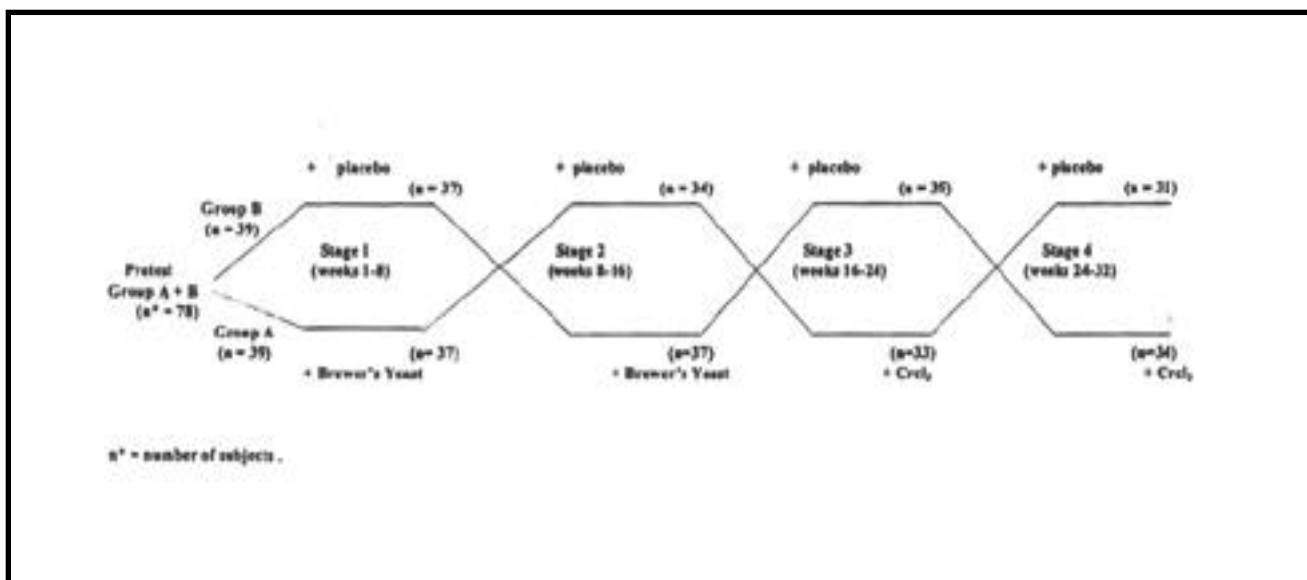 + placebo + placebo + placebo + placebo
(n = 37) (n = 34) (n = 35) (n = 31)
Group B
(n = 39)
Stage 1 Stage 2 Stage 3 Stage 4
(weeks 1-8) (weeks 8-16) (weeks 16-24) (weeks 24-32)
Pretest
Group A + B
(n* = 78)
Group A
(n = 39) (n= 37) (n=37) (n=33) (n=34)
+ Brewer's Yeast + Brewer's Yeast + Crcl₃ + Crcl₃
n* = number of subjects .